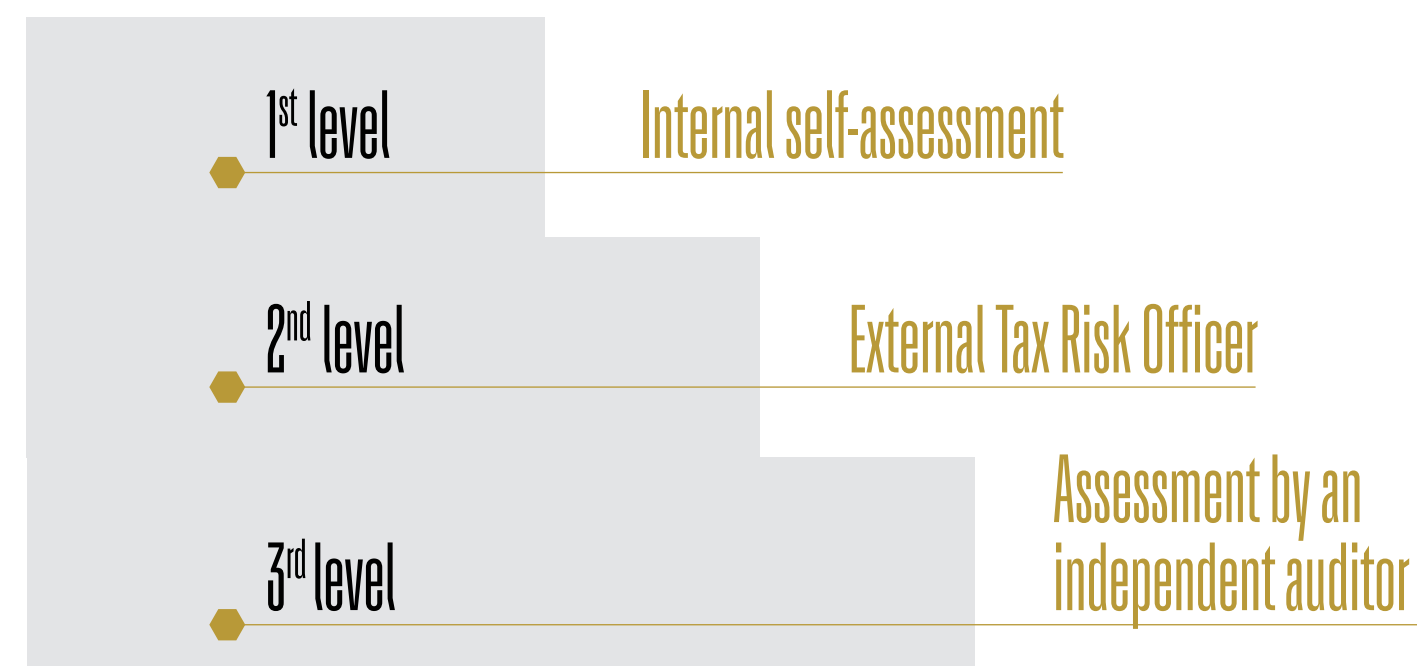 1st level
Internal self-assessment
2nd level
External Tax Risk Officer
3rd level
Assessment by an
independent auditor